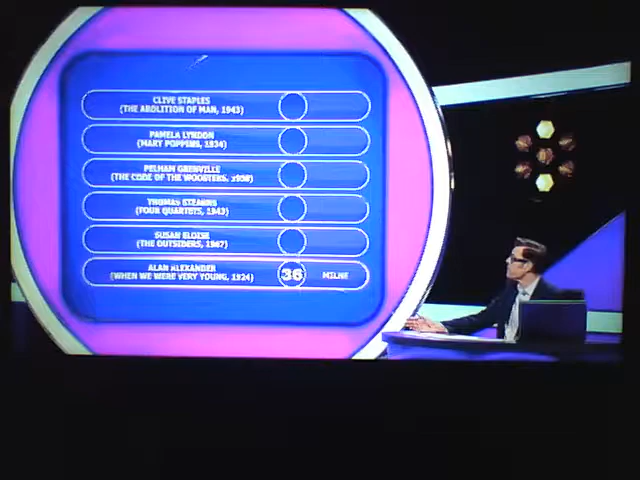 CLIVE STAPLES
(THE ABOLITION OF MAN, 1943)
PAMELA LYNDON
(MARY POPPINS, 1934)
PELHAM GRENVILLE
(THE CODE OF THE WOOSTERS, 1938)
THOMAS STEARNS
(FOUR QUARTETS, 1943)
SUSAN ELOISE
(THE OUTSIDERS, 1967)
ALAN ALEXANDER
(WHEN WE WERE VERY YOUNG, 1924)
36
MILNE